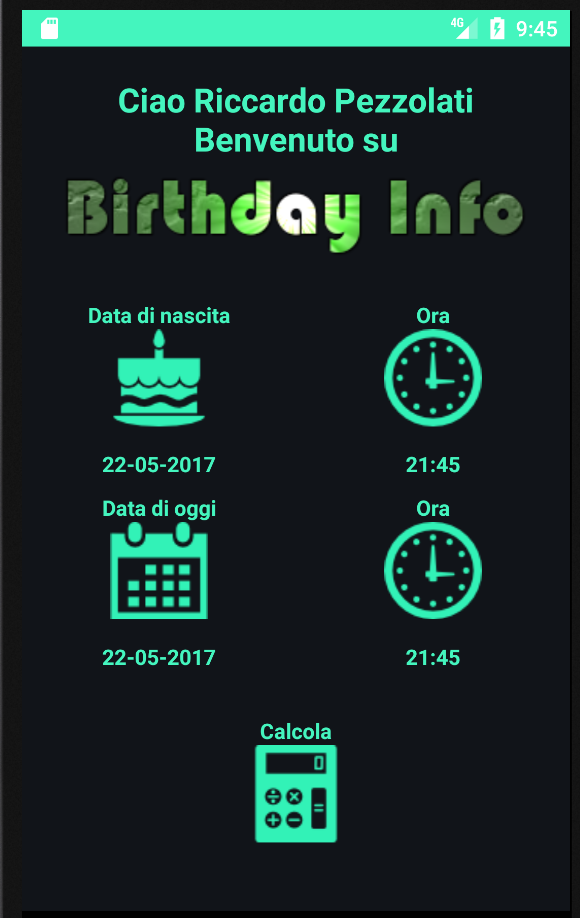 4G 9:45
Ciao Riccardo Pezzolati
Benvenuto su
Birthday Info
Data di nascita Ora
22-05-2017 21:45
Data di oggi Ora
22-05-2017 21:45
Calcola
0